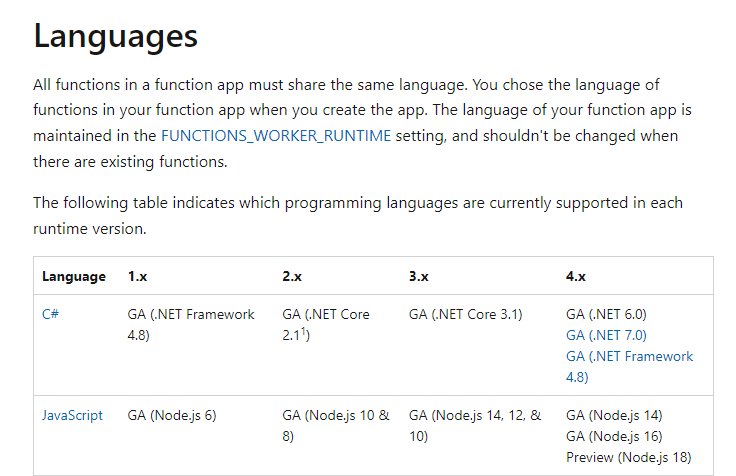 Languages
All functions in a function app must share the same language. You chose the language of
functions in your function app when you create the app. The language of your function app is
maintained in the FUNCTIONS_WORKER_RUNTIME setting, and shouldn't be changed when
there are existing functions.
The following table indicates which programming languages are currently supported in each
runtime version.
Language 1.x 2.x 3.x 4.x
C# GA (.NET Framework GA (.NET Core GA (.NET Core 3.1) GA (.NET 6.0)
4.8) 2.1¹) GA (.NET 7.0)
GA (.NET Framework
4.8)
JavaScript GA (Node.js 6) GA (Node.js 10 & GA (Node.js 14, 12, & GA (Node.js 14)
8) 10) GA (Node.js 16)
Preview (Node.js 18)